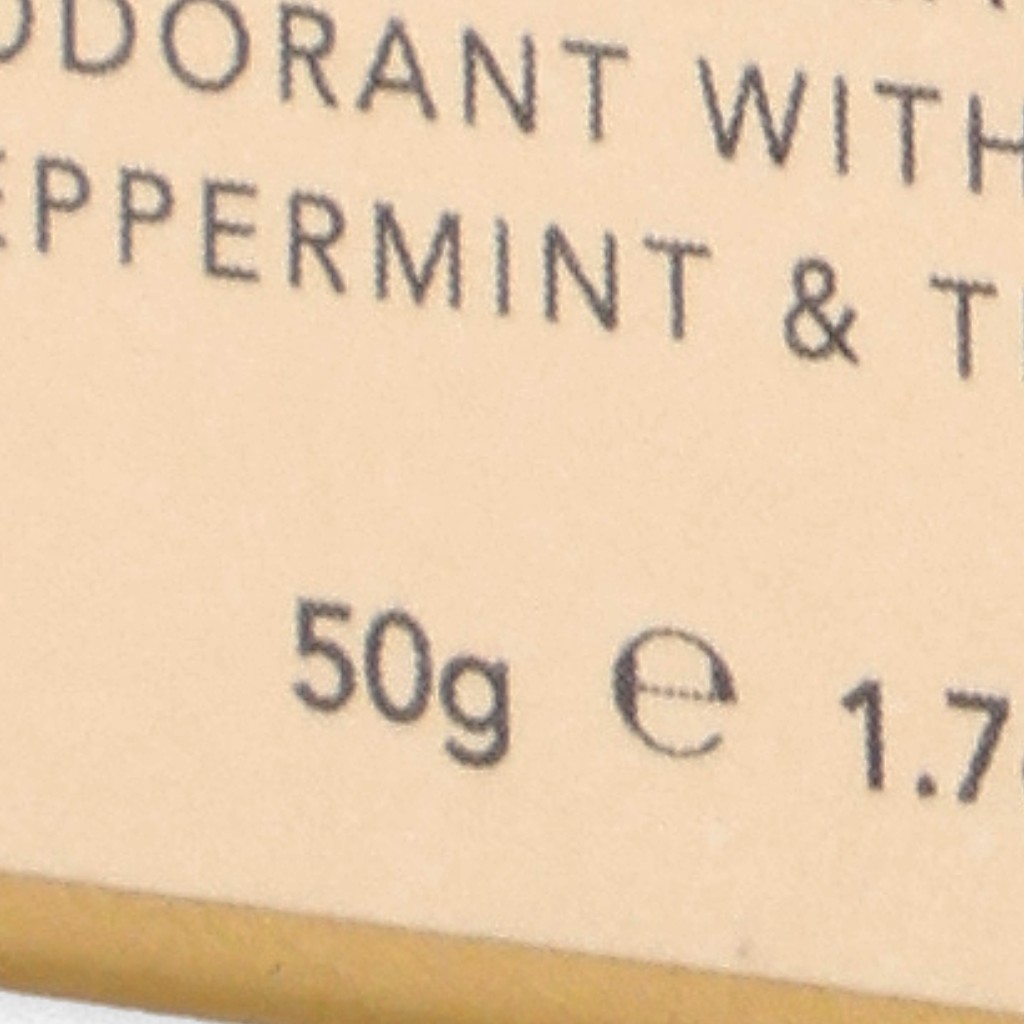 ODORANT WITH
EPPERMINT & T
50g ℮ 1.7